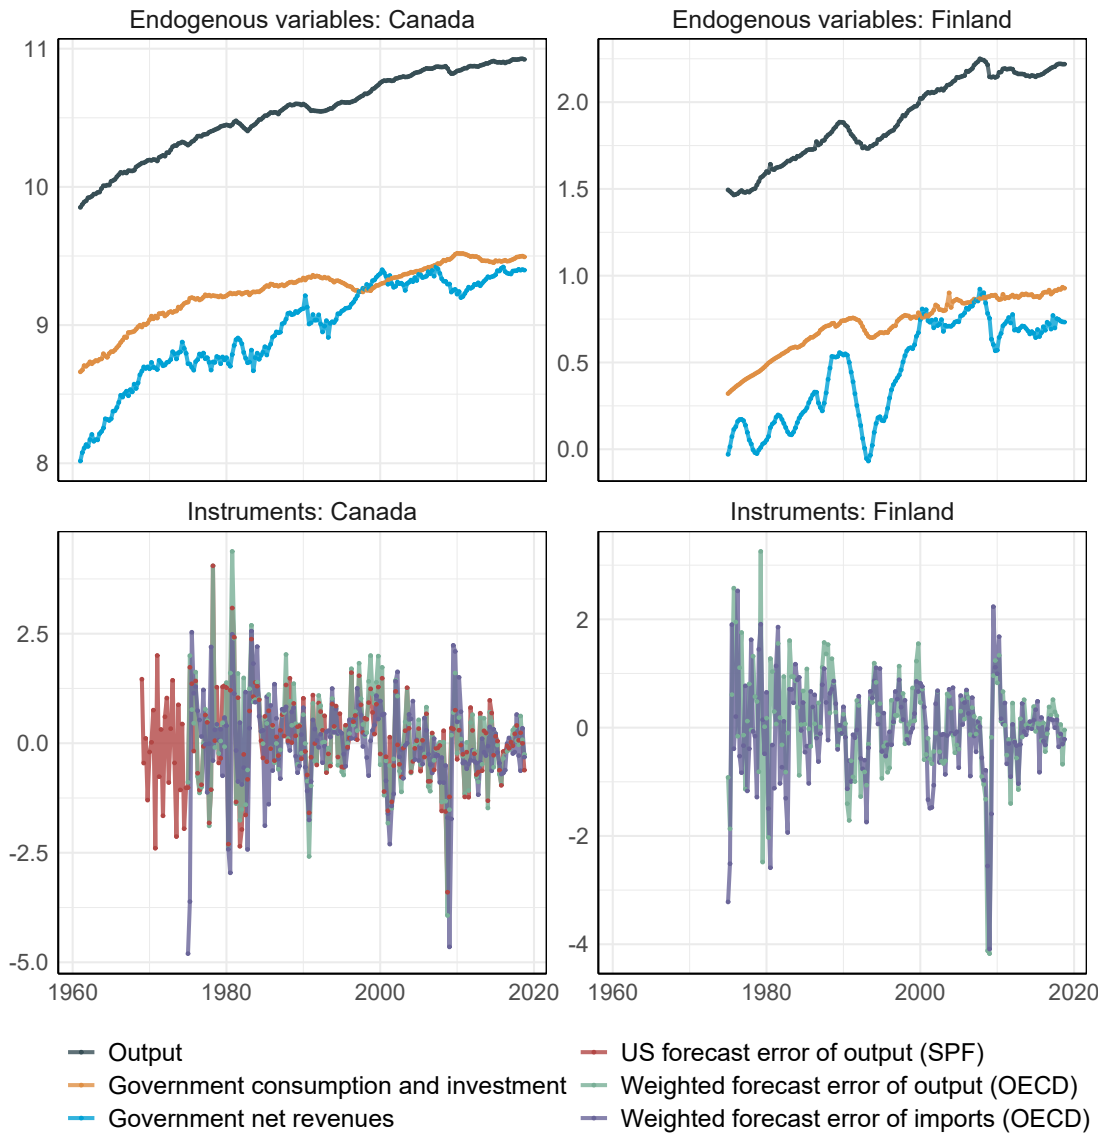 Endogenous variables: Canada
Endogenous variables: Finland
11
10
9
8
2.0
1.5
1.0
0.5
0.0
Instruments: Canada
Instruments: Finland
2.5
0.0
-2.5
-5.0
2
0
-2
-4
1960 1980 2000 2020
1960 1980 2000 2020
Output
Government consumption and investment
Government net revenues
US forecast error of output (SPF)
Weighted forecast error of output (OECD)
Weighted forecast error of imports (OECD)